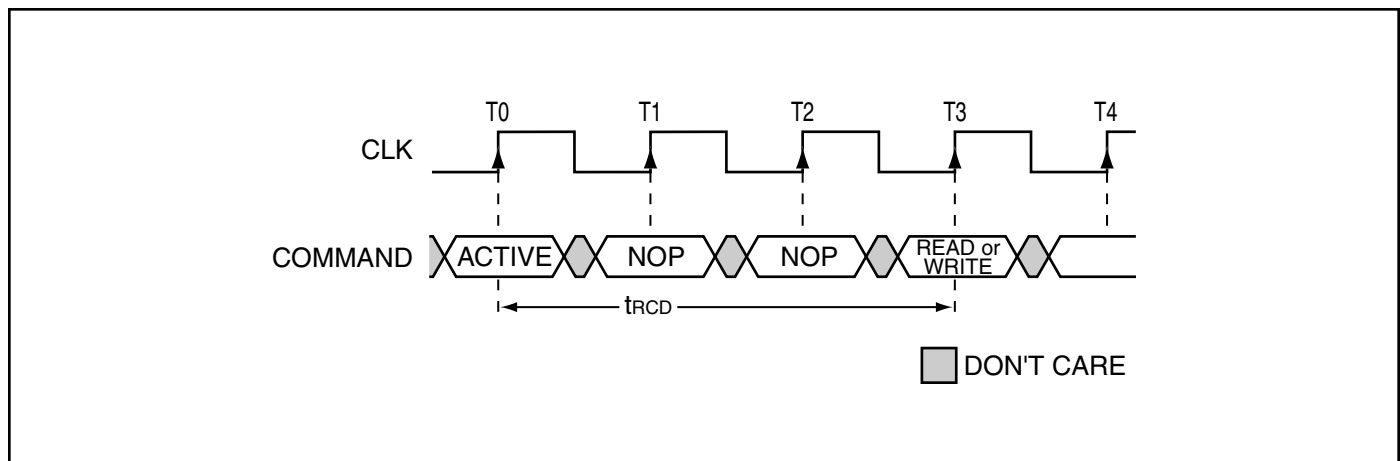 T0 T1 T2 T3 T4
CLK
COMMAND ACTIVE NOP NOP READ or
WRITE
tRCD
DON'T CARE